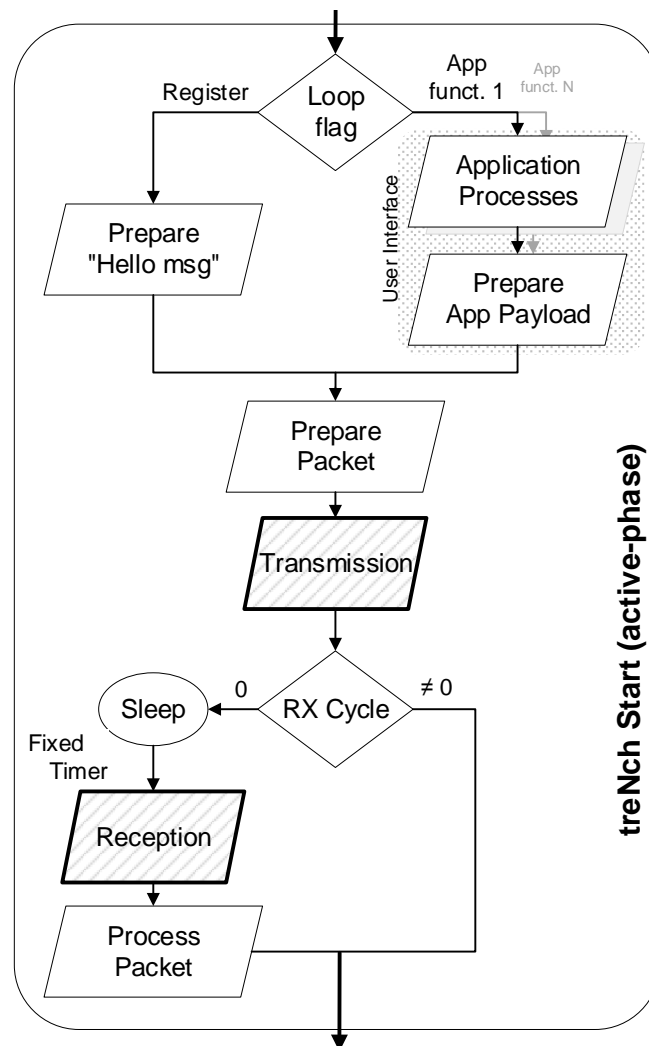 Loop
flag
Register
App
funct. 1
App
funct. N
Application
Processes
User Interface
Prepare
"Hello msg"
Prepare
App Payload
Prepare
Packet
Transmission
RX Cycle
0
≠ 0
Sleep
Fixed
Timer
Reception
Process
Packet
treNch Start (active-phase)